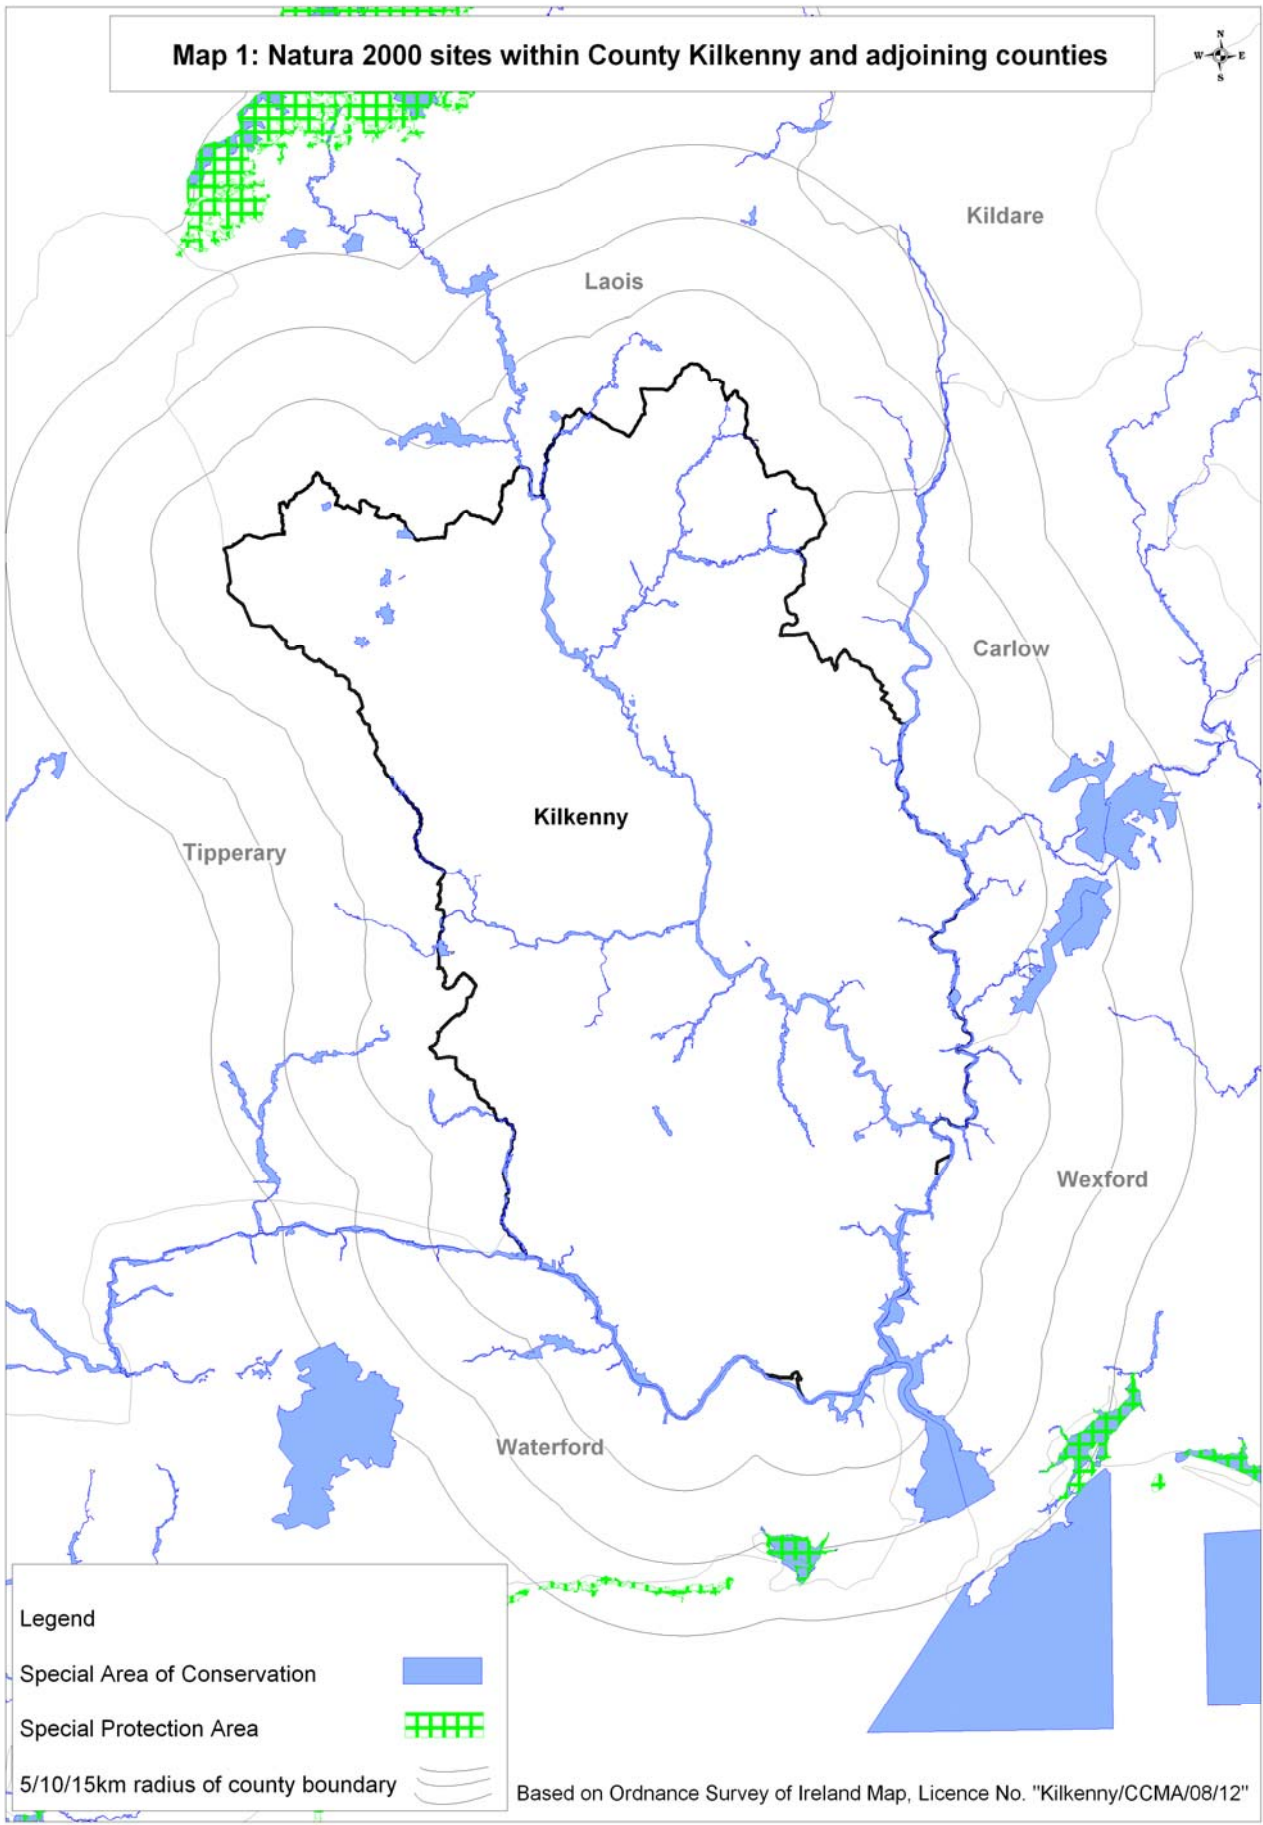 Map 1: Natura 2000 sites within County Kilkenny and adjoining counties
N
W E
S
Kildare
Laois
Carlow
Kilkenny
Tipperary
Wexford
Waterford
Legend
Special Area of Conservation
Special Protection Area
5/10/15km radius of county boundary
Based on Ordnance Survey of Ireland Map, Licence No. "Kilkenny/CCMA/08/12"